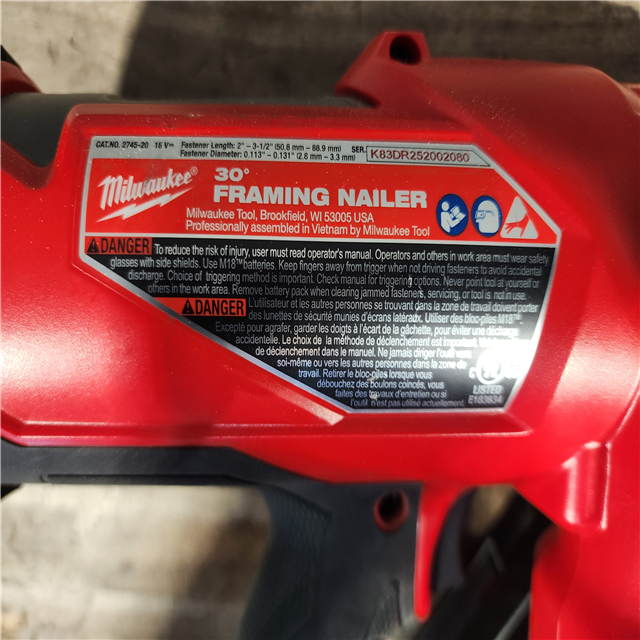 CAT.NO. 2745-20 18 V⎓ Fastener Length: 2" - 3-1/2" (50.8 mm - 88.9 mm) SER. K83DR252002080
Fastener Diameter: 0.113" - 0.131" (2.8 mm - 3.3 mm)
Milwaukee
30°
FRAMING NAILER
Milwaukee Tool, Brookfield, WI 53005 USA
Professionally assembled in Vietnam by Milwaukee Tool
DANGER To reduce the risk of injury, user must read operator's manual. Operators and others in work area must wear safety
glasses with side shields. Use M18™ batteries. Keep fingers away from trigger when not driving fasteners to avoid accidental
discharge. Choice of triggering method is important. Check manual for triggering options. Never point tool at yourself or
others in work area. Remove battery pack when clearing jammed fasteners, servicing, or tool is not in use.
DANGER L'utilisateur et les autres personnes se trouvant dans la zone de travail doivent porter
des lunettes de sécurité munies d'écrans latéraux. Utiliser des bloc-piles M18™.
Excepté pour agrafer, garder les doigts à l'écart de la gâchette, pour éviter une décharge
accidentelle. Le choix de la méthode de déclenchement est important. Voir méthodes
de déclenchement dans le manuel. Ne jamais diriger l'outil vers
soi-même ou vers les autres personnes dans la zone de
travail. Retirer le bloc-piles lorsque vous
débouchez des boulons coincés, vous
faites des travaux d'entretien ou si
l'outil n'est pas utilisé actuellement.
LISTED
E183634